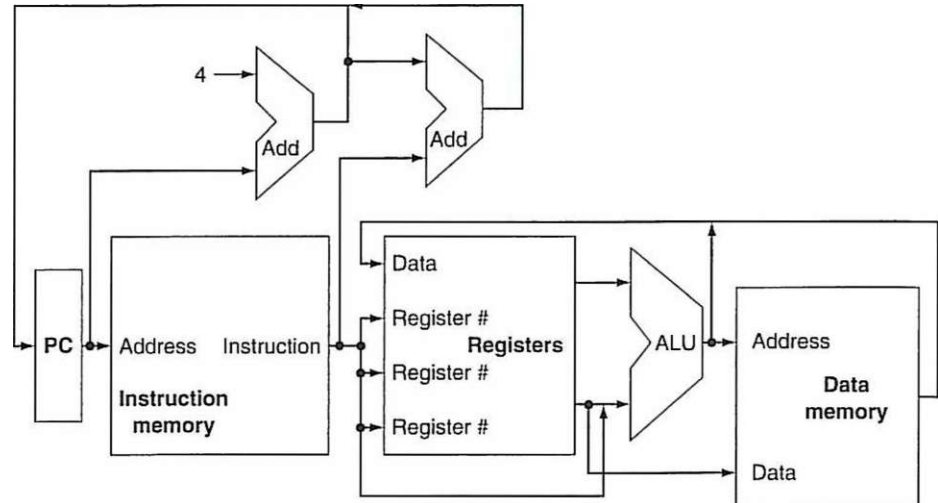 4
Add
Add
Data
Register #
PC
Address
Instruction
Registers
ALU
Address
Register #
Instruction
memory
Data
memory
Register #
Data